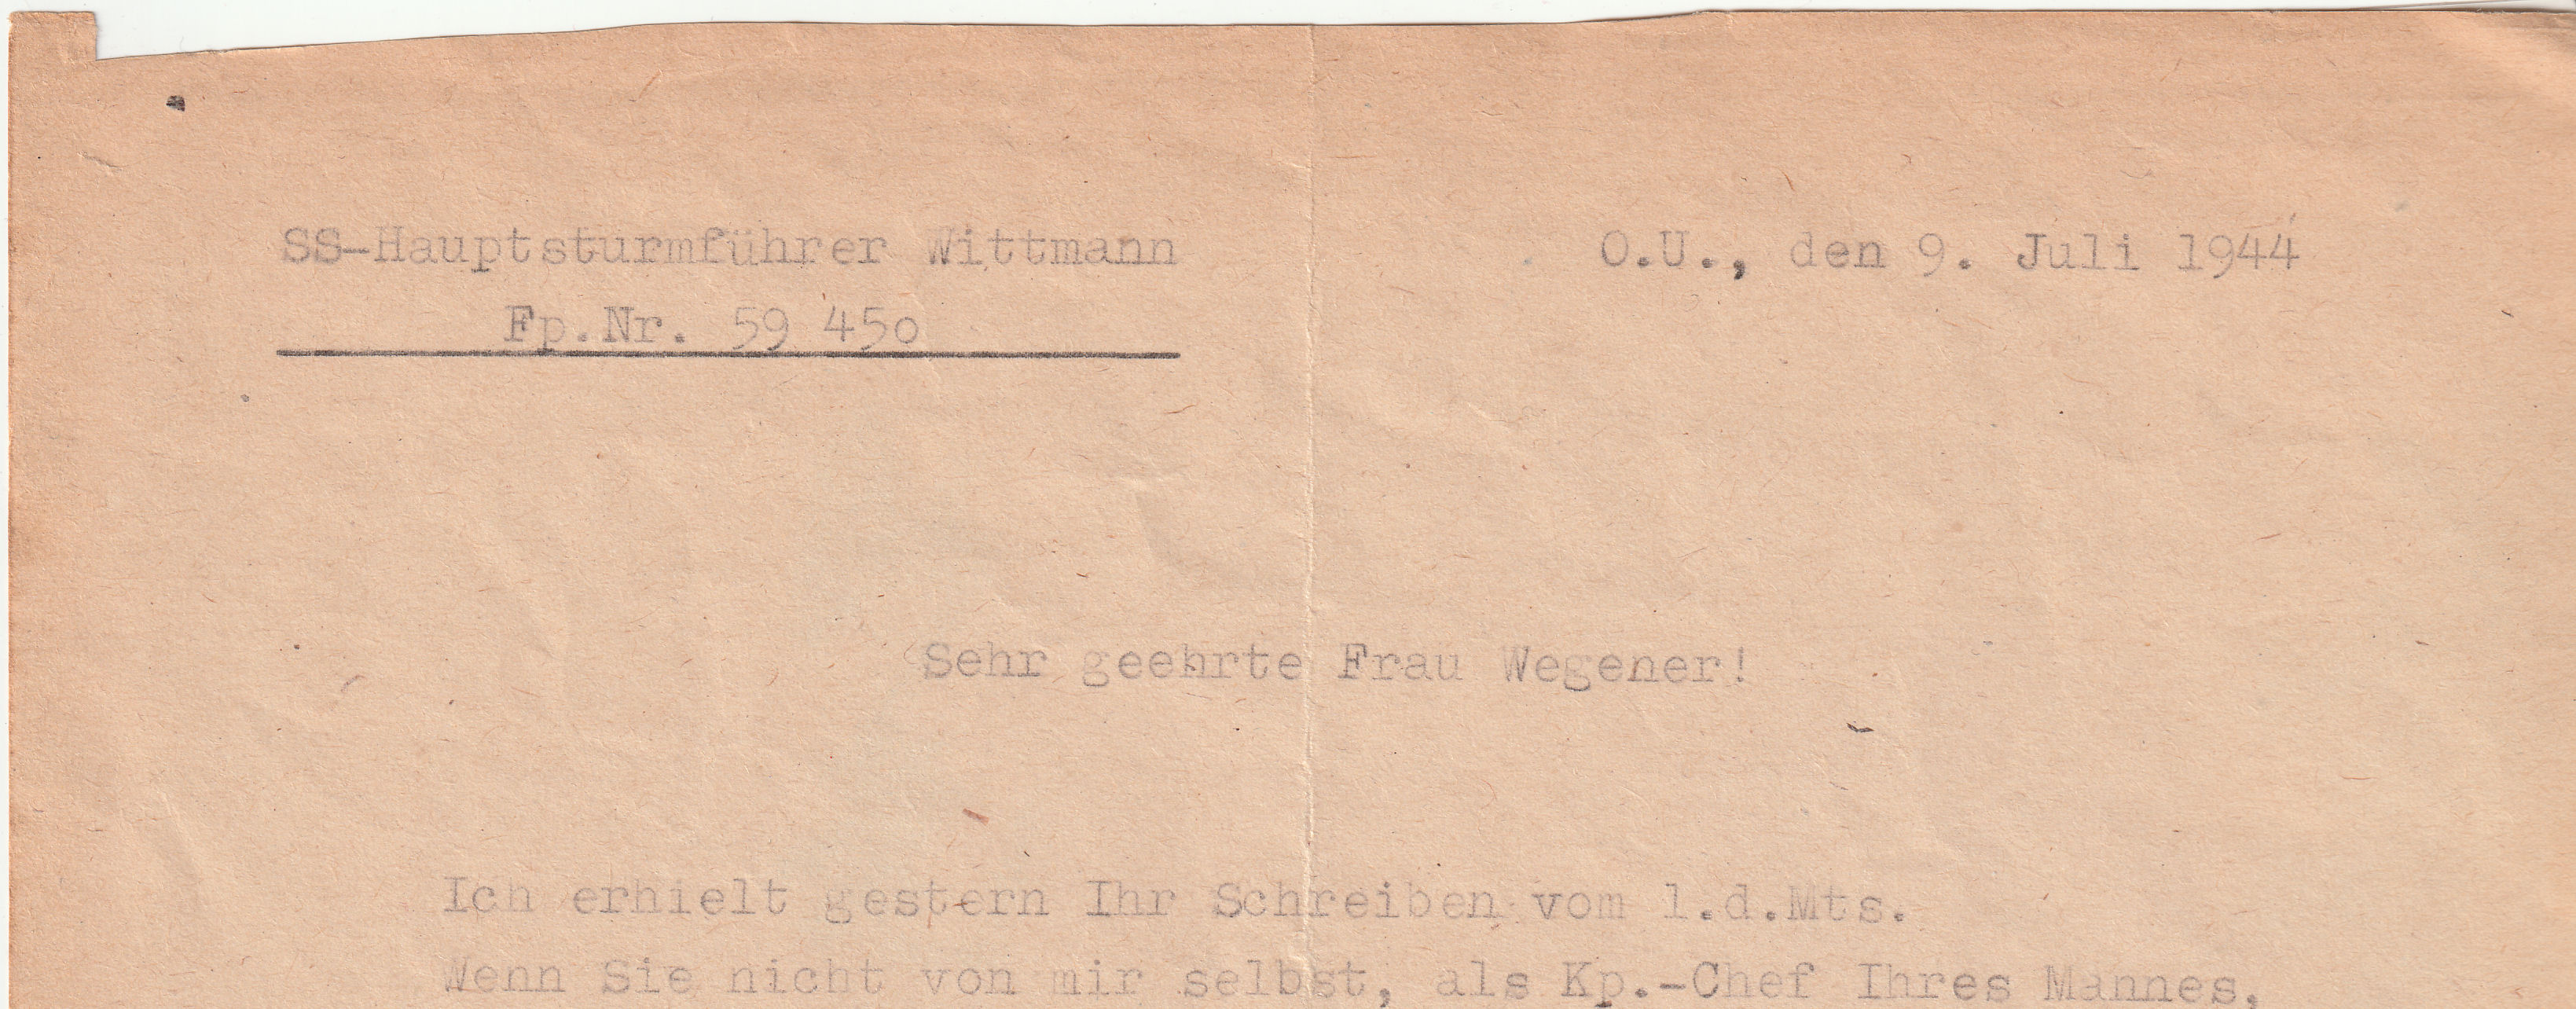 SS-Hauptsturmführer Wittmann
O.U., den 9. Juli 1944
Fp.Nr. 59 450
Sehr geehrte Frau Wegener!
Ich erhielt gestern Ihr Schreiben vom 1.d.Mts.
Wenn Sie nicht von mir selbst, als Kp.-Chef Ihres Mannes,